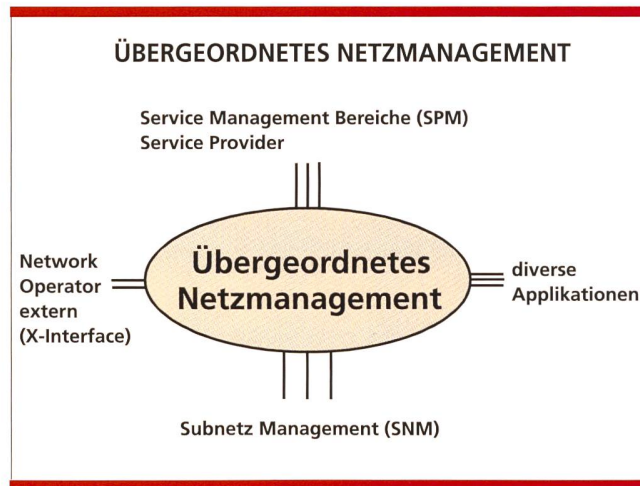 ÜBERGEORDNETES NETZMANAGEMENT
Service Management Bereiche (SPM)
Service Provider
Network
Operator
extern
(X-Interface)
Übergeordnetes
Netzmanagement
diverse
Applikationen
Subnetz Management (SNM)